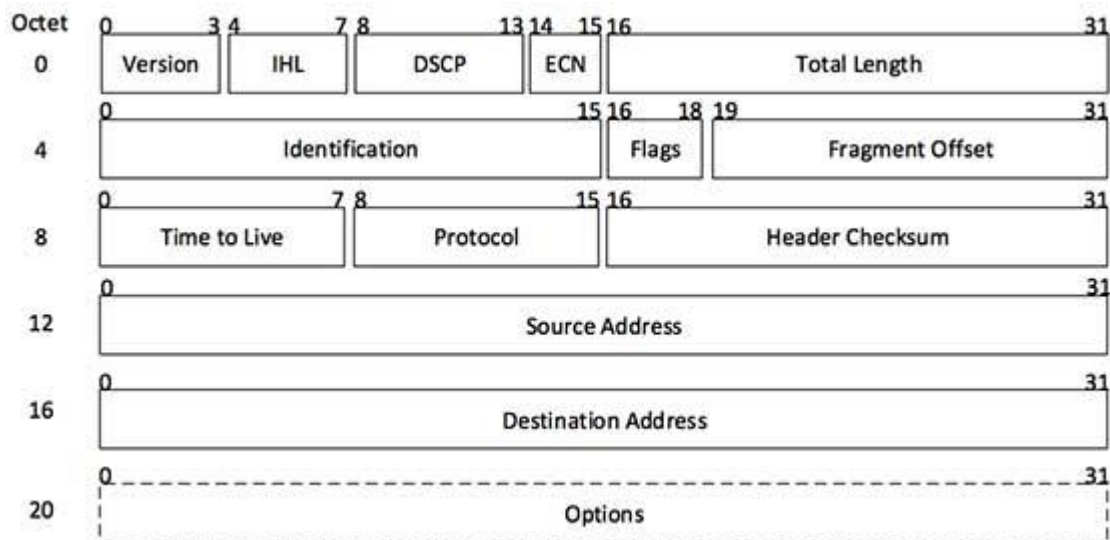 Octet 0 3 4 7 8 13 14 15 16 31
0 Version IHL DSCP ECN Total Length
0 15 16 18 19 31
4 Identification Flags Fragment Offset
0 7 8 15 16 31
8 Time to Live Protocol Header Checksum
0 31
12 Source Address
0 31
16 Destination Address
0 31
20 Options